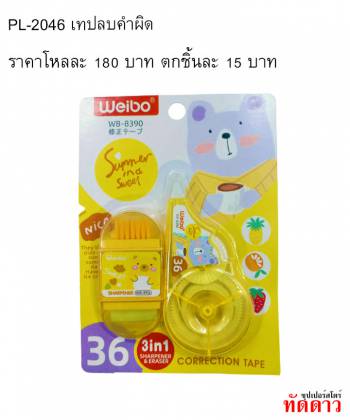 PL-2046 เทปลบคำผิด
ราคาโหลละ 180 บาท ตกชิ้นละ 15 บาท
Weibo
WB-8390
修正テープ
Summer
in a
Sweet
NICE
Weibo
36
SHARPENER
36
3in1
SHARPENER
& ERASER
CORRECTION TAPE
ซุปเปอร์สโตร์
ทัดดาว